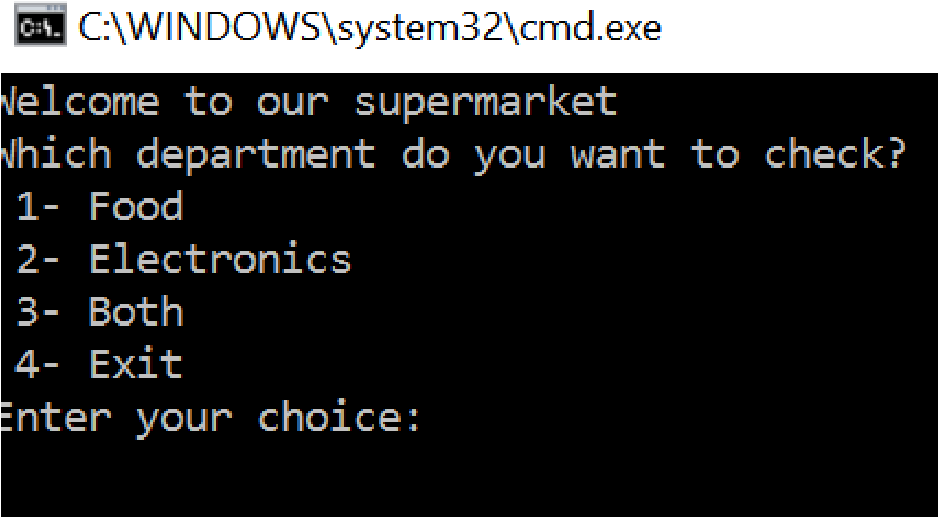 C:\WINDOWS\system32\cmd.exe
Welcome to our supermarket
Which department do you want to check?
1- Food
2- Electronics
3- Both
4- Exit
Enter your choice: